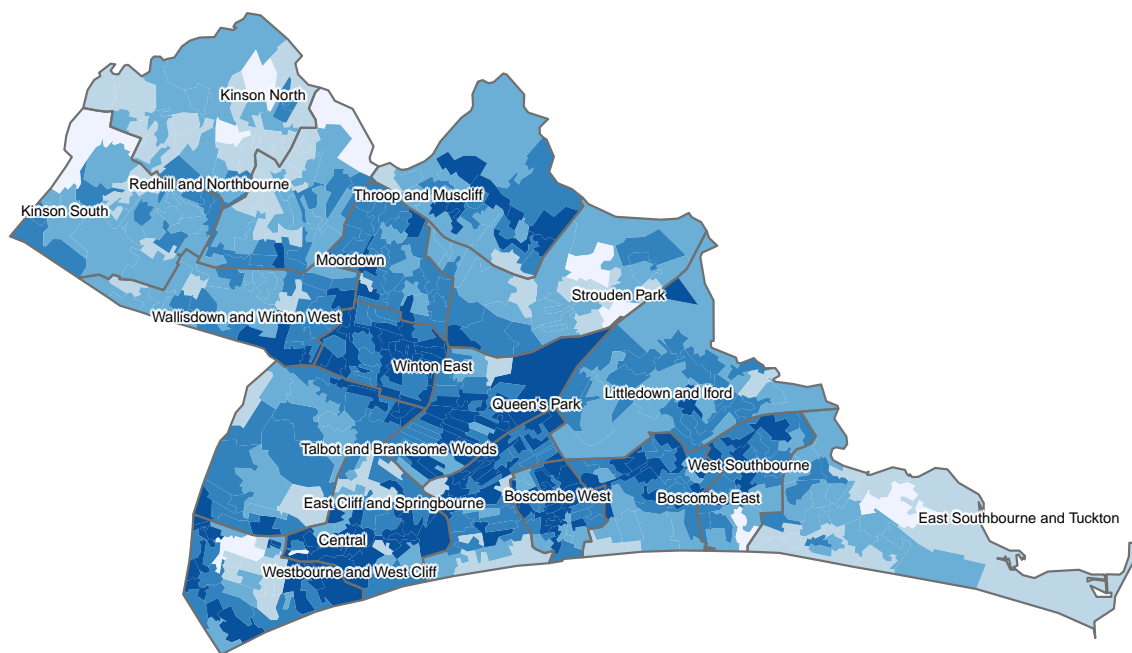 Kinson North
Redhill and Northbourne
Throop and Muscliff
Kinson South
Moordown
Strouden Park
Wallisdown and Winton West
Winton East
Littledown and Iford
Queen's Park
Talbot and Branksome Woods
West Southbourne
East Cliff and Springbourne
Boscombe West
Boscombe East
East Southbourne and Tuckton
Central
Westbourne and West Cliff